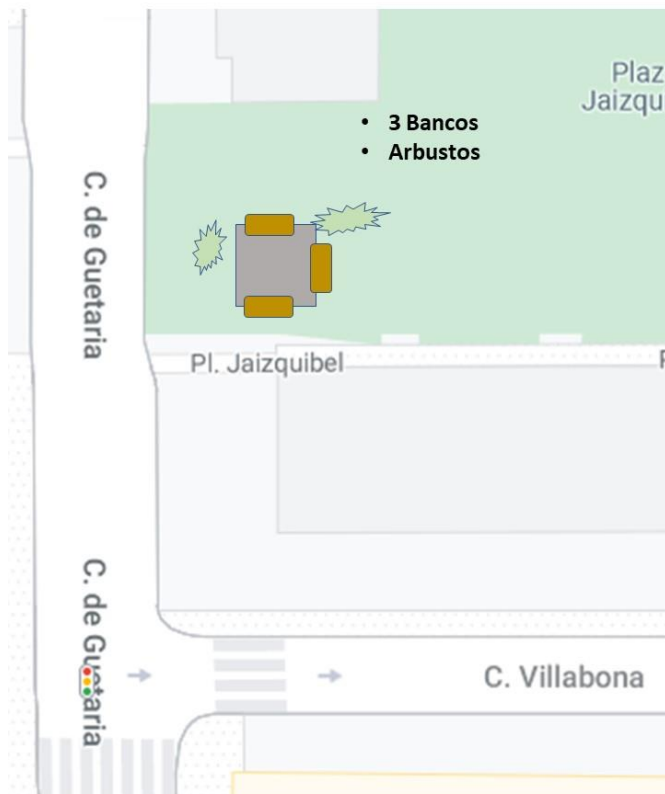 Plaz
Jaizqu
• 3 Bancos
• Arbustos
C. de Guetaria
Pl. Jaizquibel
C. de Guetaria
C. Villabona